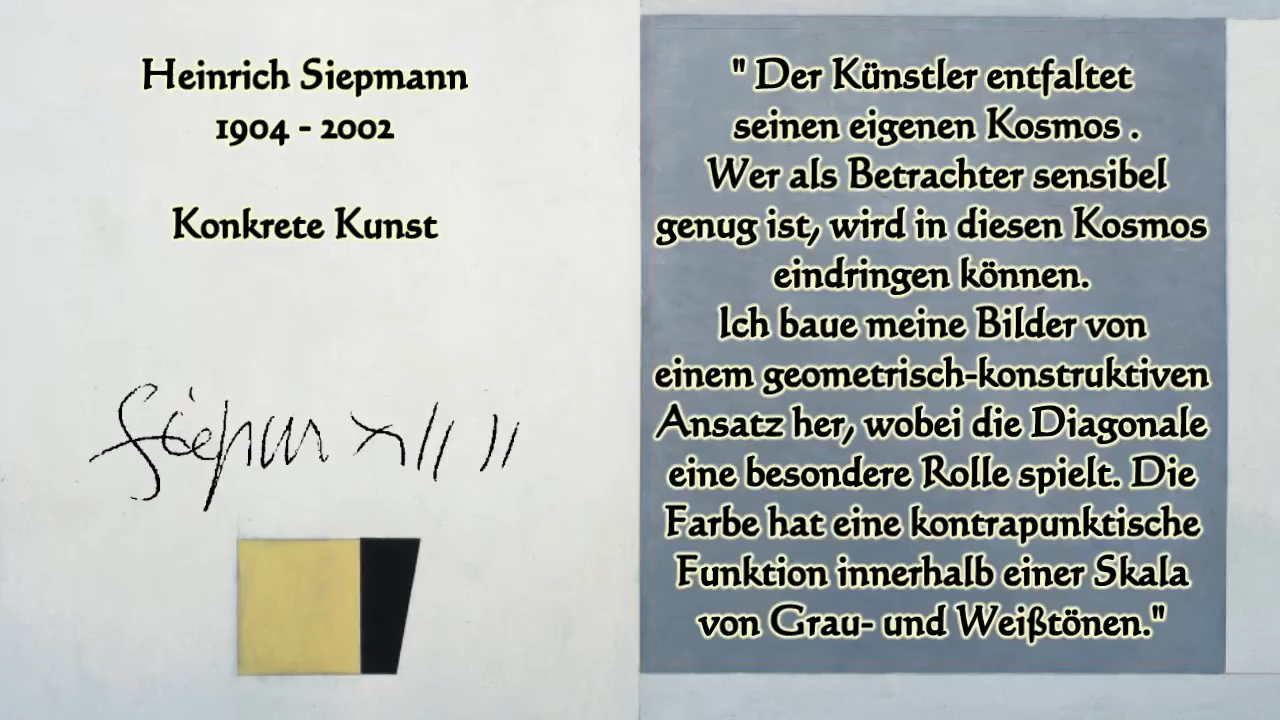 Heinrich Siepmann
1904 - 2002
Konkrete Kunst
" Der Künstler entfaltet
seinen eigenen Kosmos .
Wer als Betrachter sensibel
genug ist, wird in diesen Kosmos
eindringen können.
Ich baue meine Bilder von
einem geometrisch-konstruktiven
Ansatz her, wobei die Diagonale
eine besondere Rolle spielt. Die
Farbe hat eine kontrapunktische
Funktion innerhalb einer Skala
von Grau- und Weißtönen."